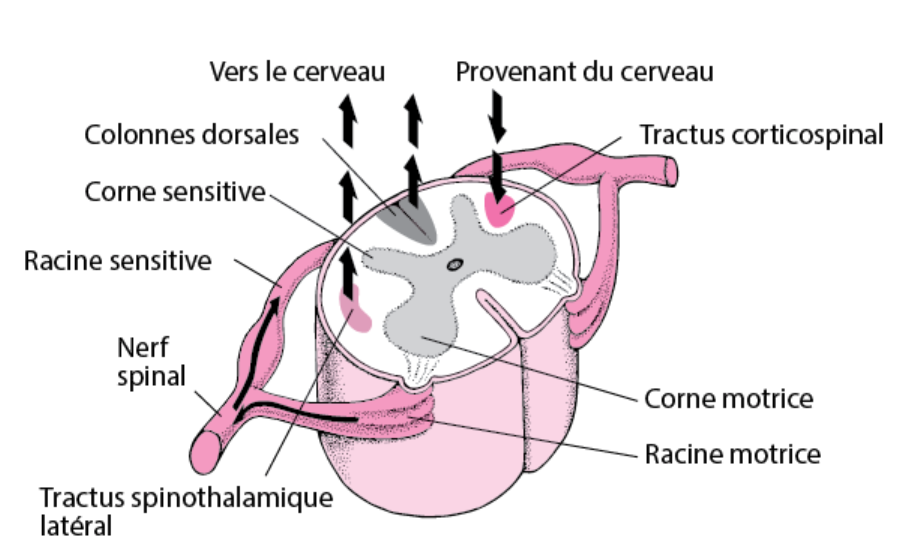 Vers le cerveau
Provenant du cerveau
Colonnes dorsales
Tractus corticospinal
Corne sensitive
Racine sensitive
Nerf
spinal
Corne motrice
Racine motrice
Tractus spinothalamique
latéral